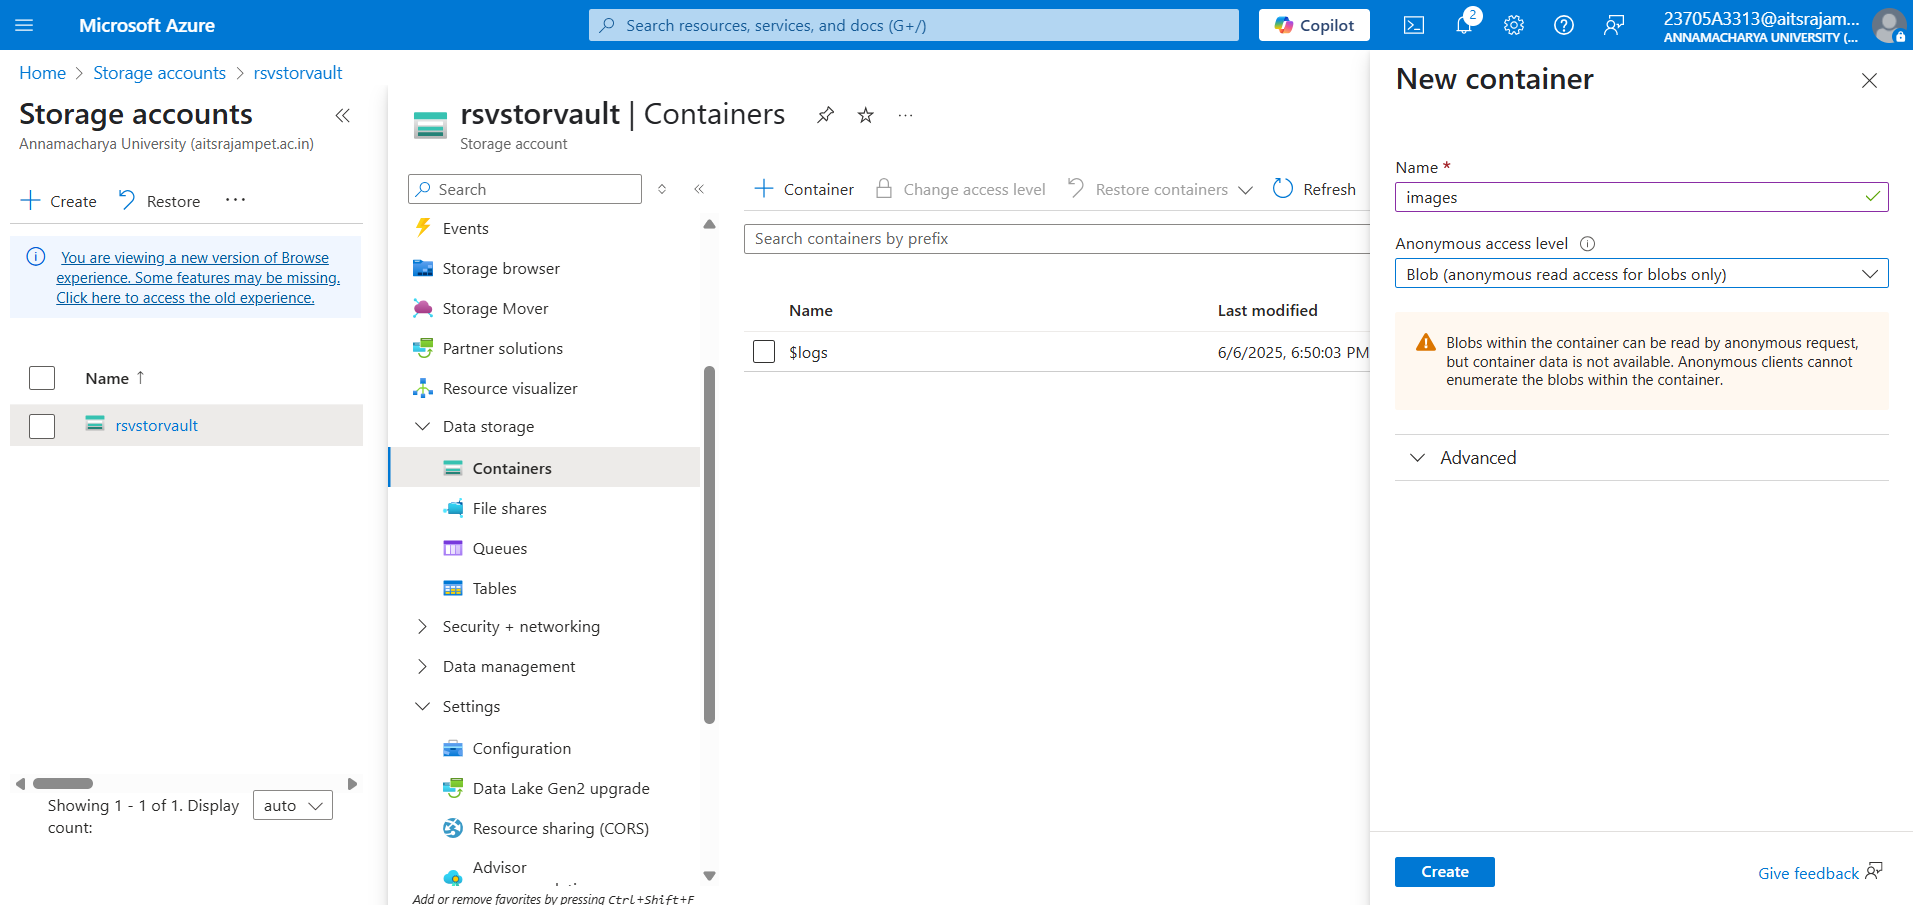 Microsoft Azure
Search resources, services, and docs (G+/)
Copilot
2
23705A3313@aitsrajam...
ANNAMACHARYA UNIVERSITY (...
Home > Storage accounts > rsvstorvault
Storage accounts
Annamacharya University (aitsrajampet.ac.in)
Create
Restore
...
You are viewing a new version of Browse
experience. Some features may be missing.
Click here to access the old experience.
Name ↑
rsvstorvault
Showing 1 - 1 of 1. Display
count:
auto
rsvstorvault | Containers
...
Storage account
Search
Events
Storage browser
Storage Mover
Partner solutions
Resource visualizer
Data storage
Containers
File shares
Queues
Tables
Security + networking
Data management
Settings
Configuration
Data Lake Gen2 upgrade
Resource sharing (CORS)
Advisor
Add or remove favorites by pressing Ctrl+Shift+F
Container
Change access level
Restore containers
Refresh
Search containers by prefix
Name
Last modified
$logs
6/6/2025, 6:50:03 PM
New container
Name *
images
Anonymous access level
Blob (anonymous read access for blobs only)
Blobs within the container can be read by anonymous request,
but container data is not available. Anonymous clients cannot
enumerate the blobs within the container.
Advanced
Create
Give feedback